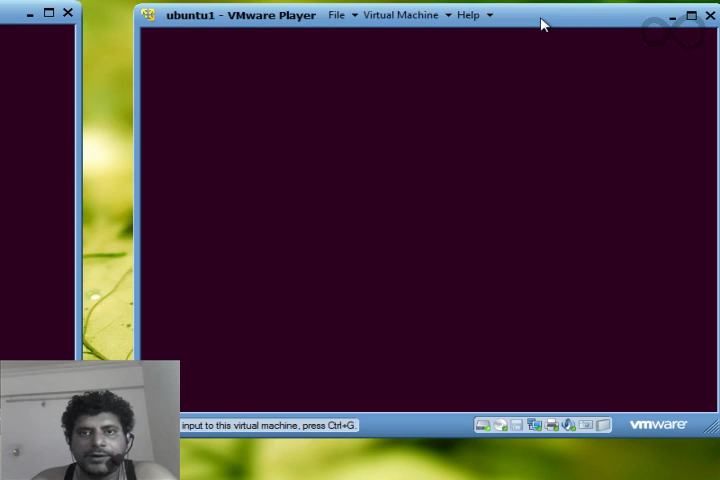 ubuntu1 - VMware Player File Virtual Machine Help
input to this virtual machine, press Ctrl+G.
vmware